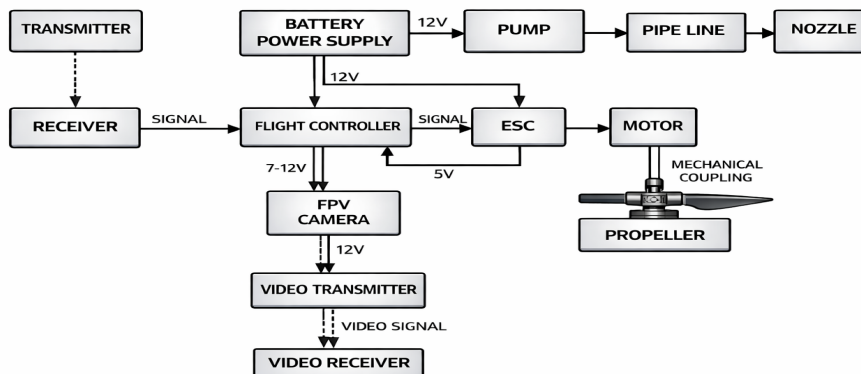 TRANSMITTER
BATTERY
POWER SUPPLY
12V
PUMP
PIPE LINE
NOZZLE
12V
RECEIVER
SIGNAL
FLIGHT CONTROLLER
SIGNAL
ESC
MOTOR
7-12V
5V
MECHANICAL
COUPLING
FPV
CAMERA
PROPELLER
12V
VIDEO TRANSMITTER
VIDEO SIGNAL
VIDEO RECEIVER